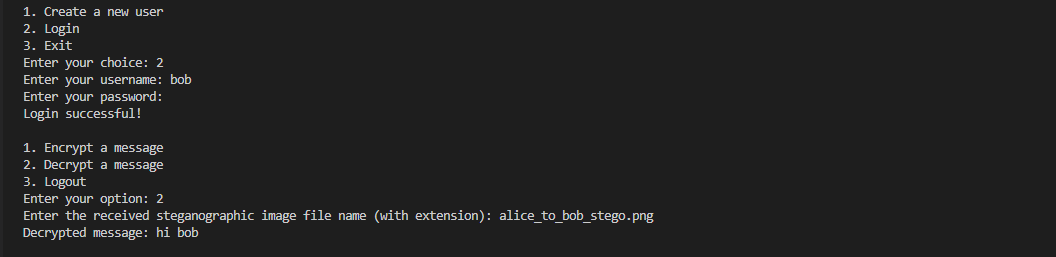 1. Create a new user
2. Login
3. Exit
Enter your choice: 2
Enter your username: bob
Enter your password:
Login successful!
1. Encrypt a message
2. Decrypt a message
3. Logout
Enter your option: 2
Enter the received steganographic image file name (with extension): alice_to_bob_stego.png
Decrypted message: hi bob